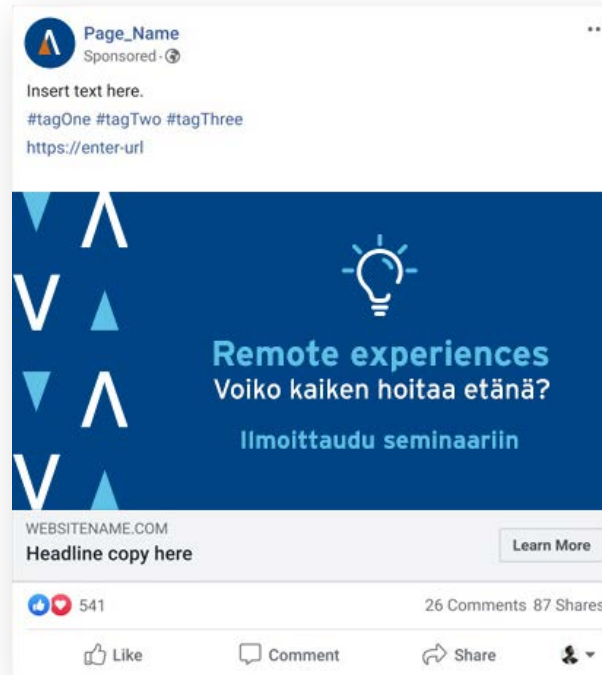 Page_Name
Sponsored ·
Insert text here.
#tagOne #tagTwo #tagThree
https://enter-url
Remote experiences
Voiko kaiken hoitaa etänä?
Ilmoittaudu seminaariin
WEBSITENAME.COM
Headline copy here
Learn More
541
26 Comments 87 Shares
Like
Comment
Share